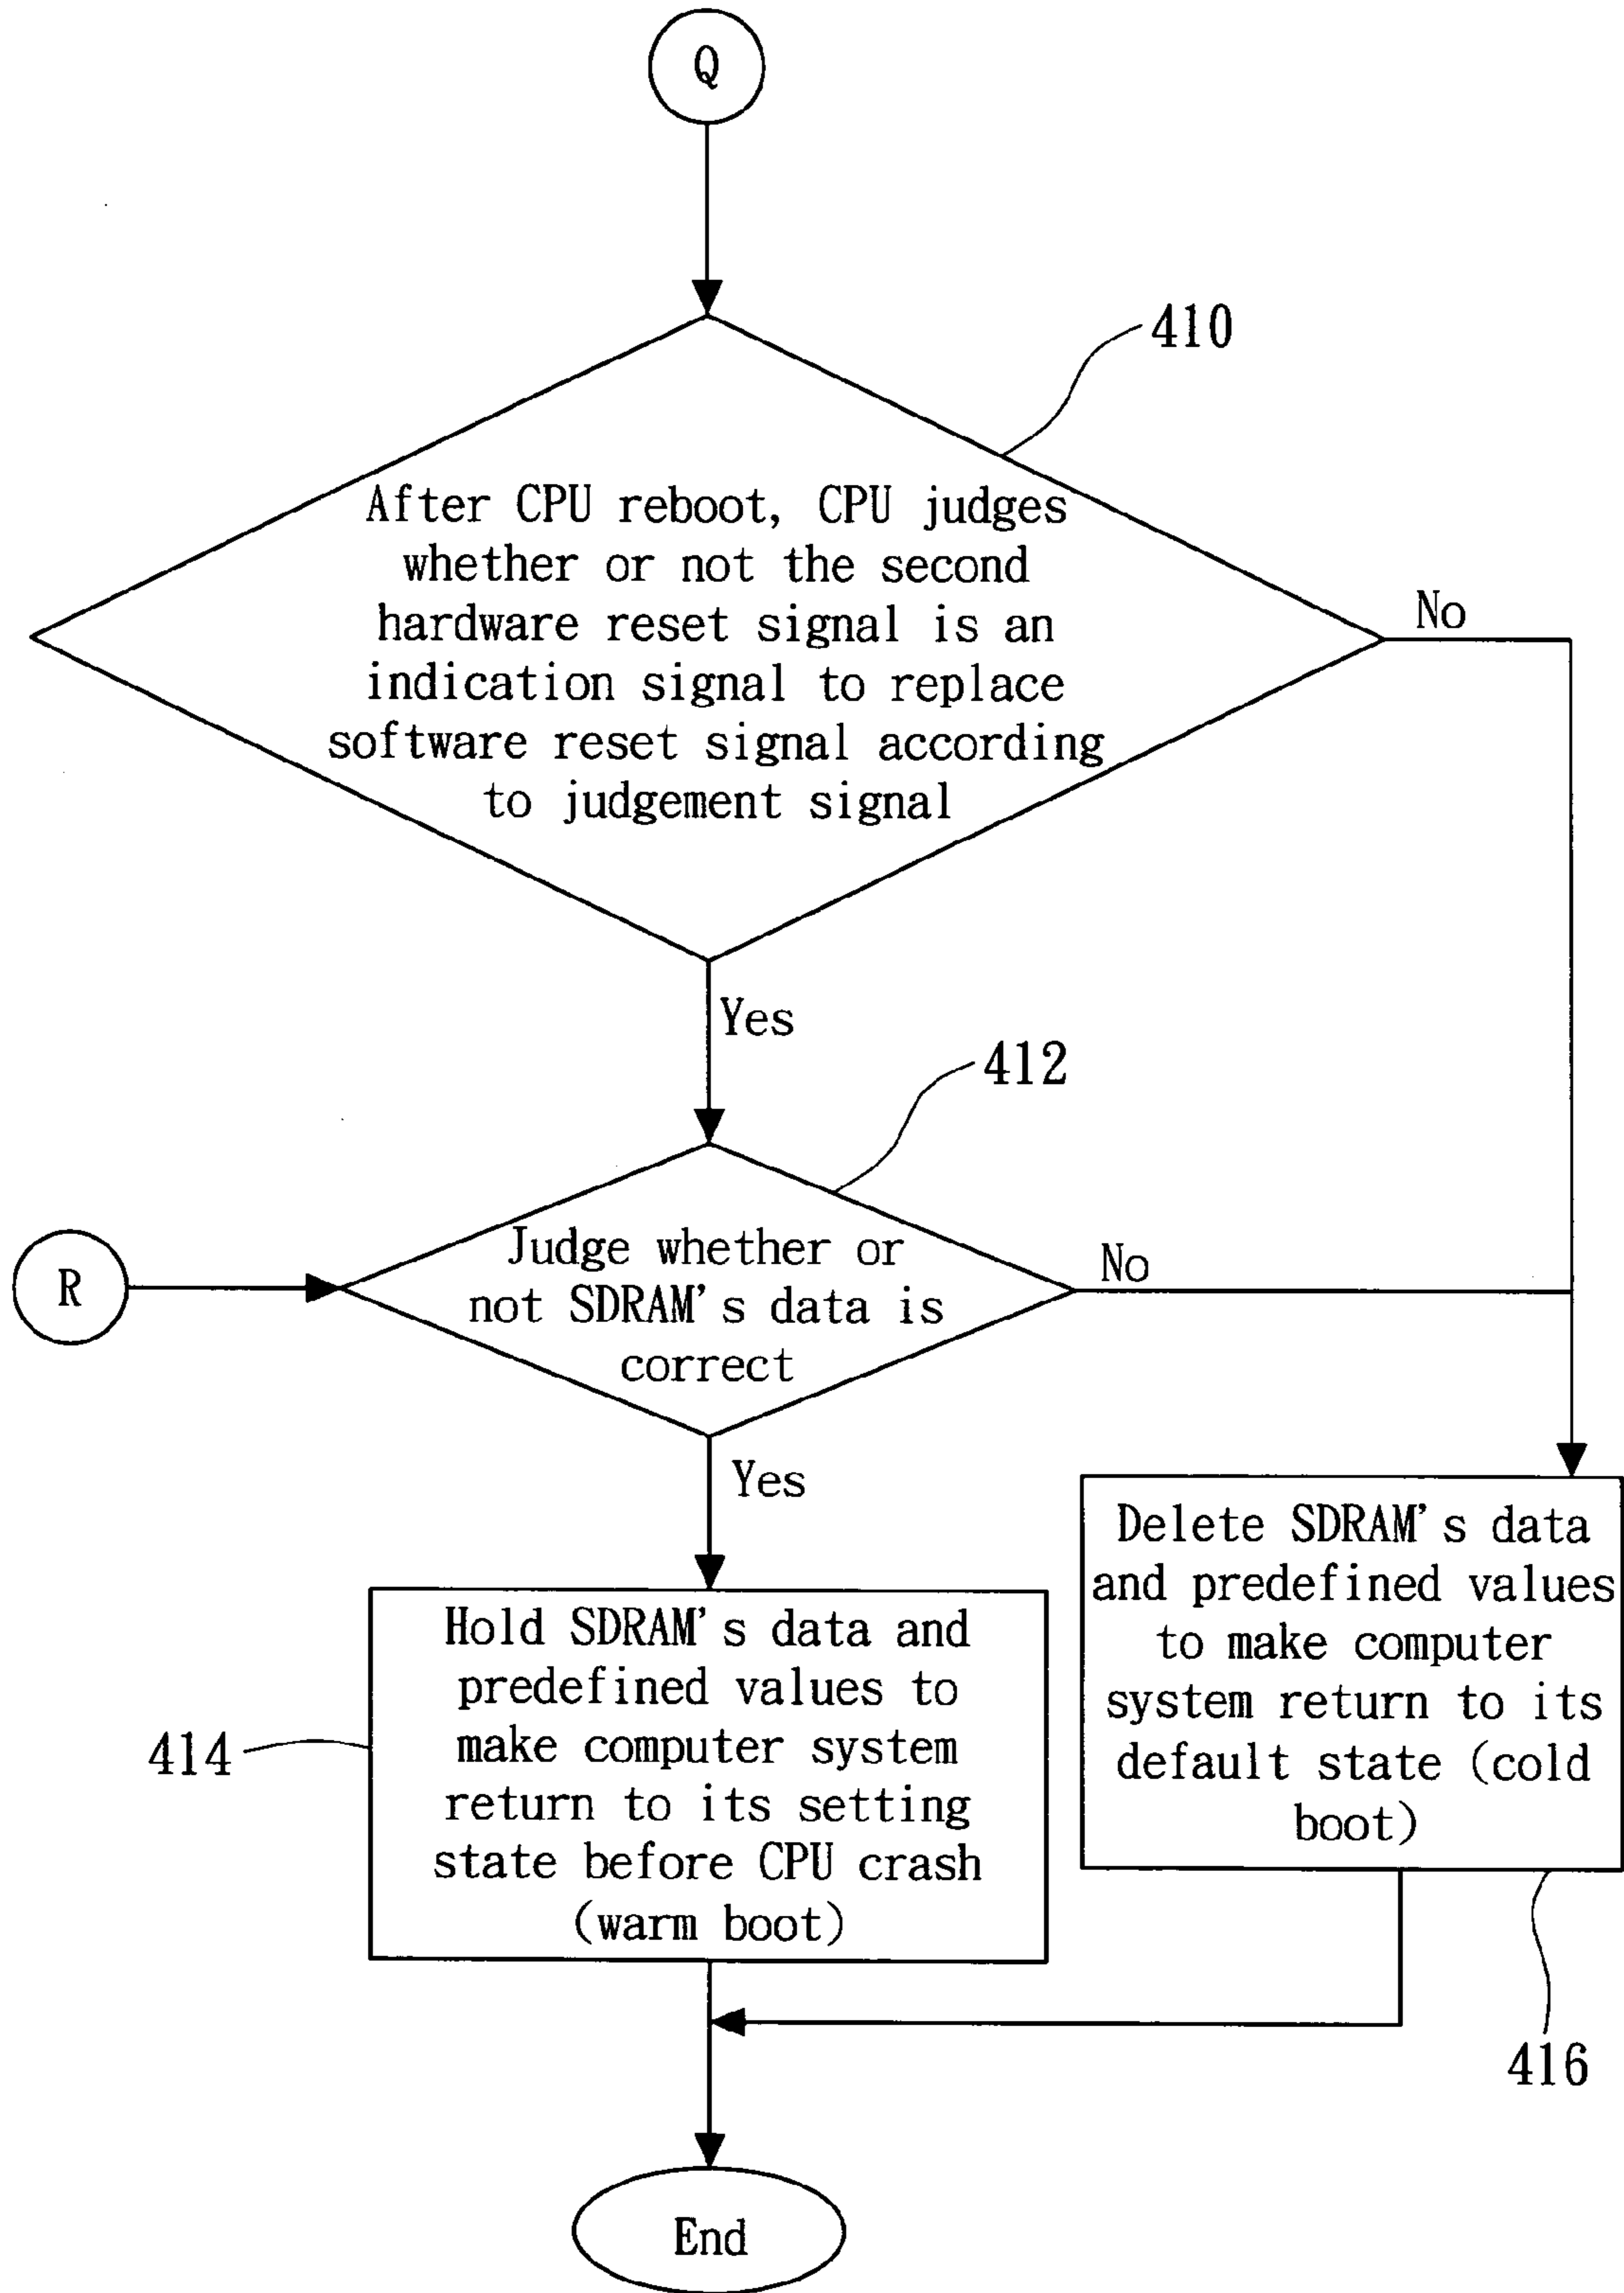 Q
410
After CPU reboot, CPU judges
whether or not the second
hardware reset signal is an
indication signal to replace
software reset signal according
to judgement signal
No
Yes
412
R
Judge whether or
not SDRAM's data is
correct
No
Yes
Delete SDRAM's data
and predefined values
to make computer
system return to its
default state (cold
boot)
414
Hold SDRAM's data and
predefined values to
make computer system
return to its setting
state before CPU crash
(warm boot)
416
End